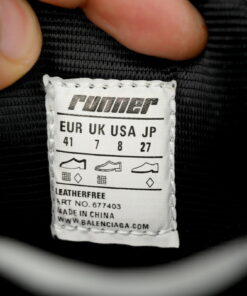 runner
EUR UK USA JP
41 7 8 27
LEATHERFREE
ART NO. 677403
MADE IN CHINA
WWW.BALENCIAGA.COM